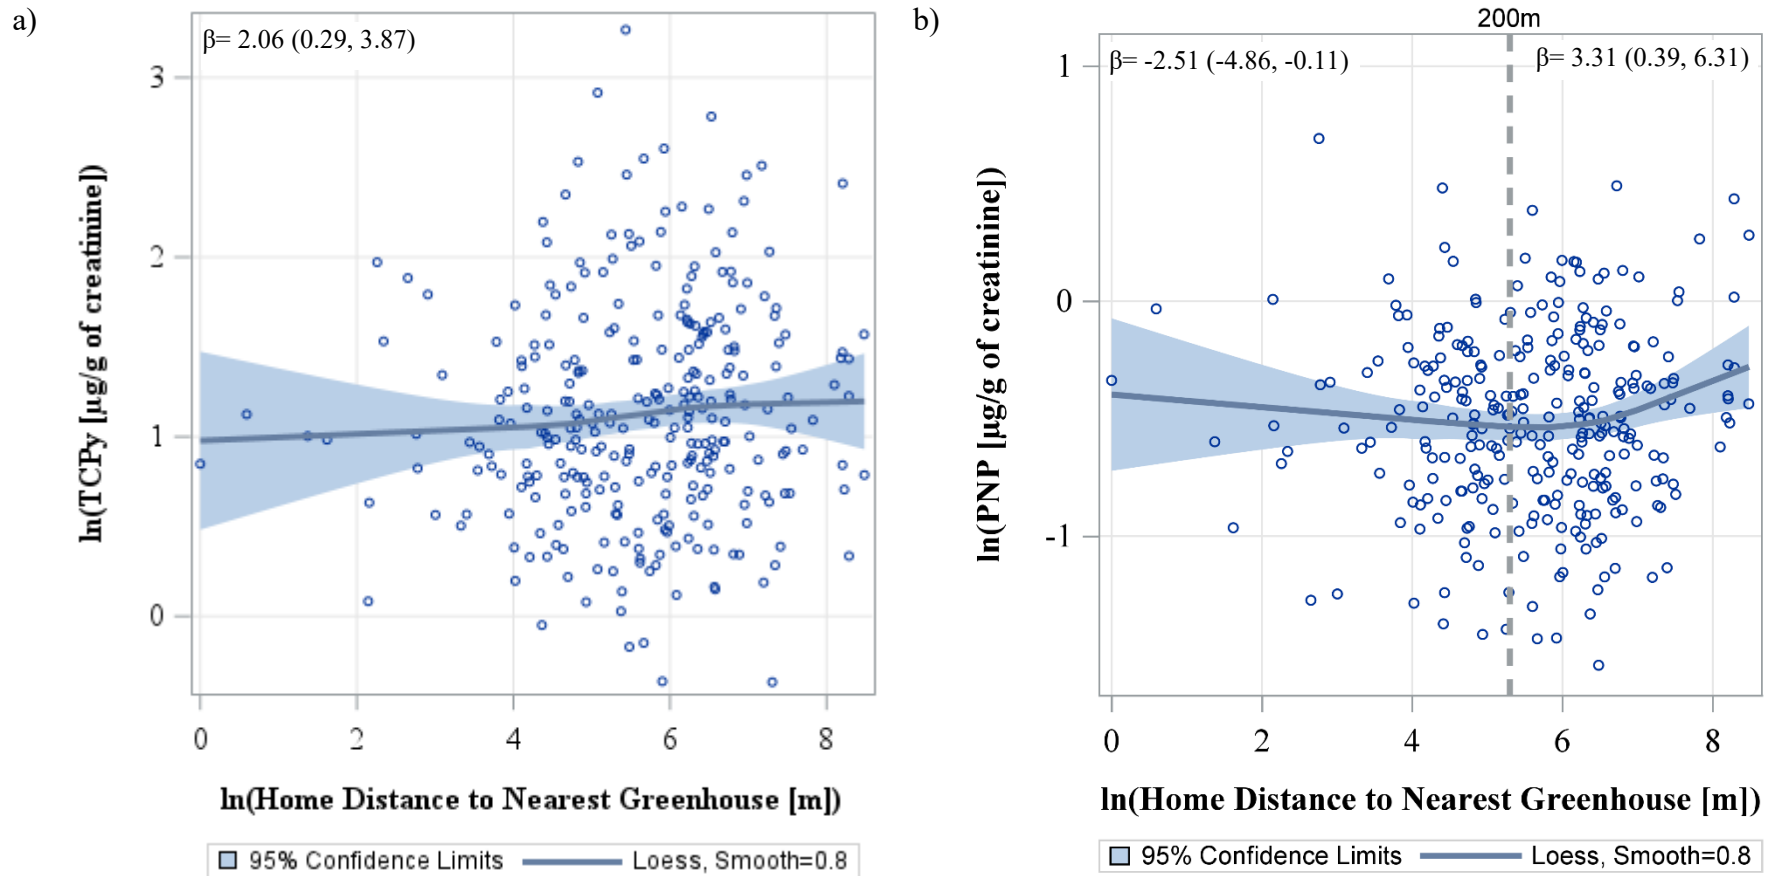 a)
β= 2.06 (0.29, 3.87)
3
2
1
0
ln(TCPy [µg/g of creatinine])
0 2 4 6 8
ln(Home Distance to Nearest Greenhouse [m])
95% Confidence Limits Loess, Smooth=0.8
b)
200m
β= -2.51 (-4.86, -0.11) β= 3.31 (0.39, 6.31)
1
0
-1
ln(PNP [µg/g of creatinine])
0 2 4 6 8
ln(Home Distance to Nearest Greenhouse [m])
95% Confidence Limits Loess, Smooth=0.8